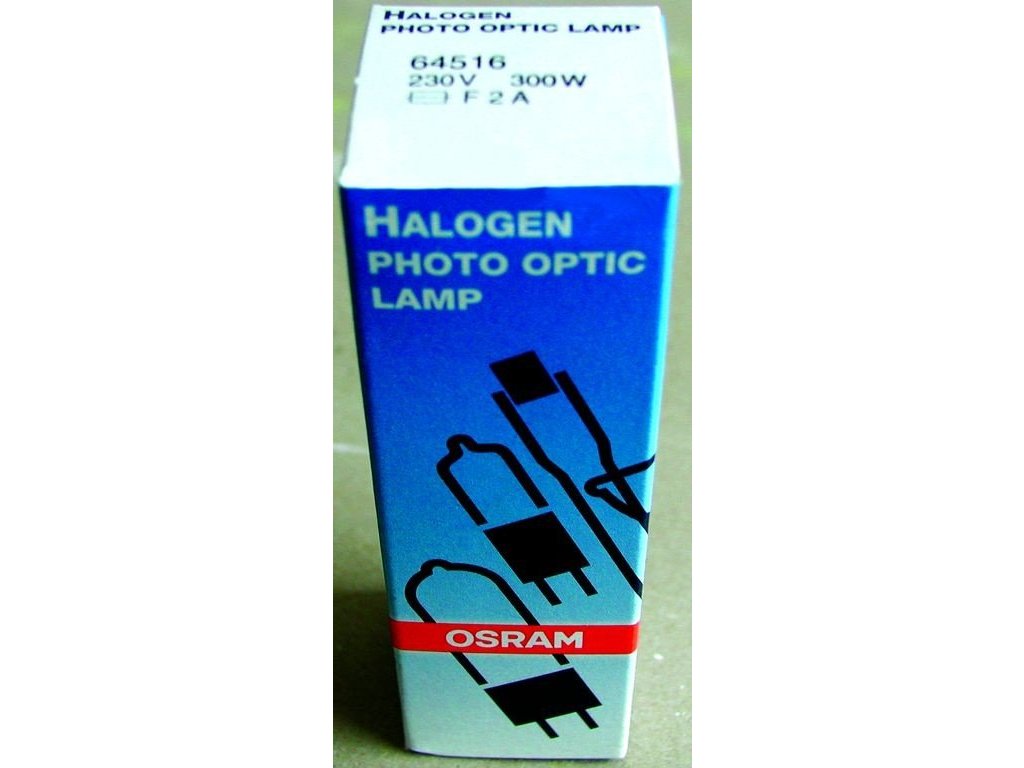 HALOGEN
PHOTO OPTIC LAMP
64516
230V 300W
F 2 A
HALOGEN
PHOTO OPTIC
LAMP
OSRAM